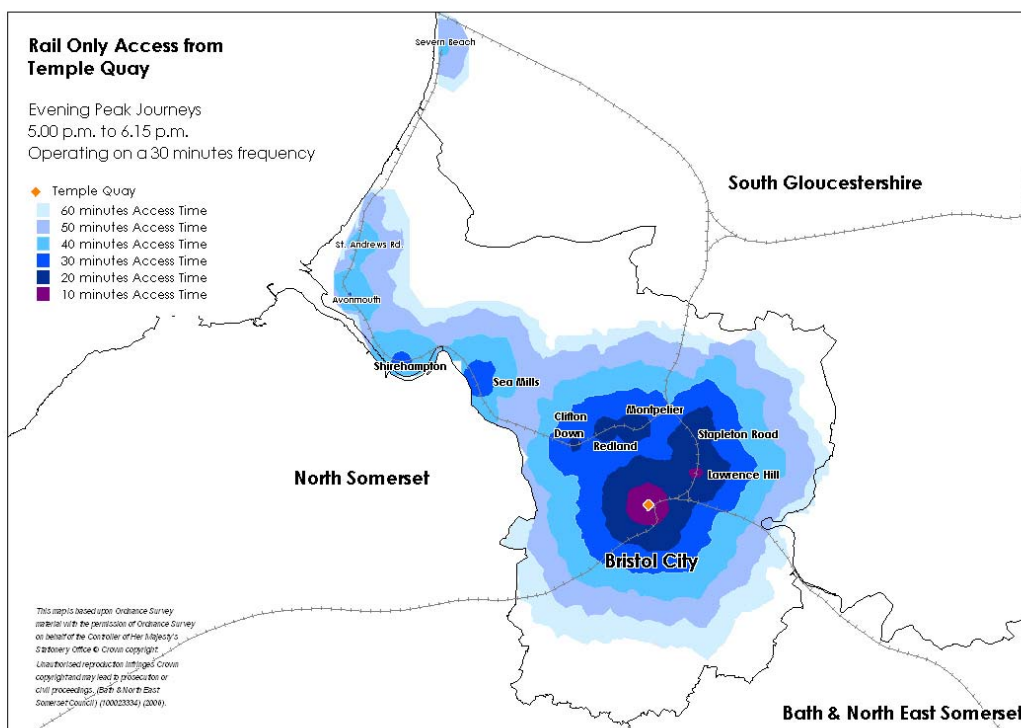 Rail Only Access from
Temple Quay
Evening Peak Journeys
5.00 p.m. to 6.15 p.m.
Operating on a 30 minutes frequency
Temple Quay
60 minutes Access Time
50 minutes Access Time
40 minutes Access Time
30 minutes Access Time
20 minutes Access Time
10 minutes Access Time
Severn Beach
South Gloucestershire
St. Andrews Rd.
Avonmouth
Shirehampton
Sea Mills
Clifton
Down
Montpelier
Redland
Stapleton Road
Lawrence Hill
North Somerset
Bristol City
Bath & North East Somerset
This map is based upon Ordnance Survey
material with the permission of Ordnance Survey
on behalf of the Controller of Her Majesty's
Stationery Office © Crown copyright.
Unauthorised reproduction infringes Crown
copyright and may lead to prosecution or
civil proceedings. (Bath & North East
Somerset Council) (100023334) (2006).